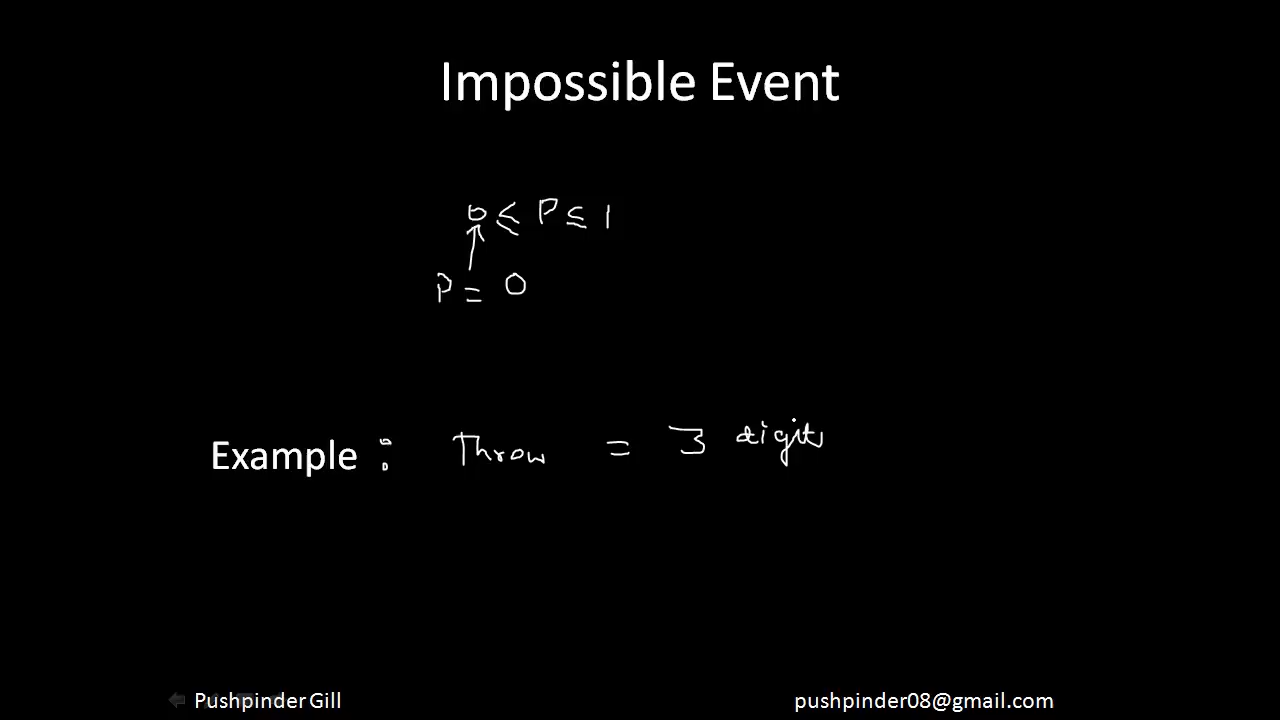 Impossible Event
0 ≤ P ≤ 1
P = 0
Example : Throw = 3 digits
Pushpinder Gill
pushpinder08@gmail.com